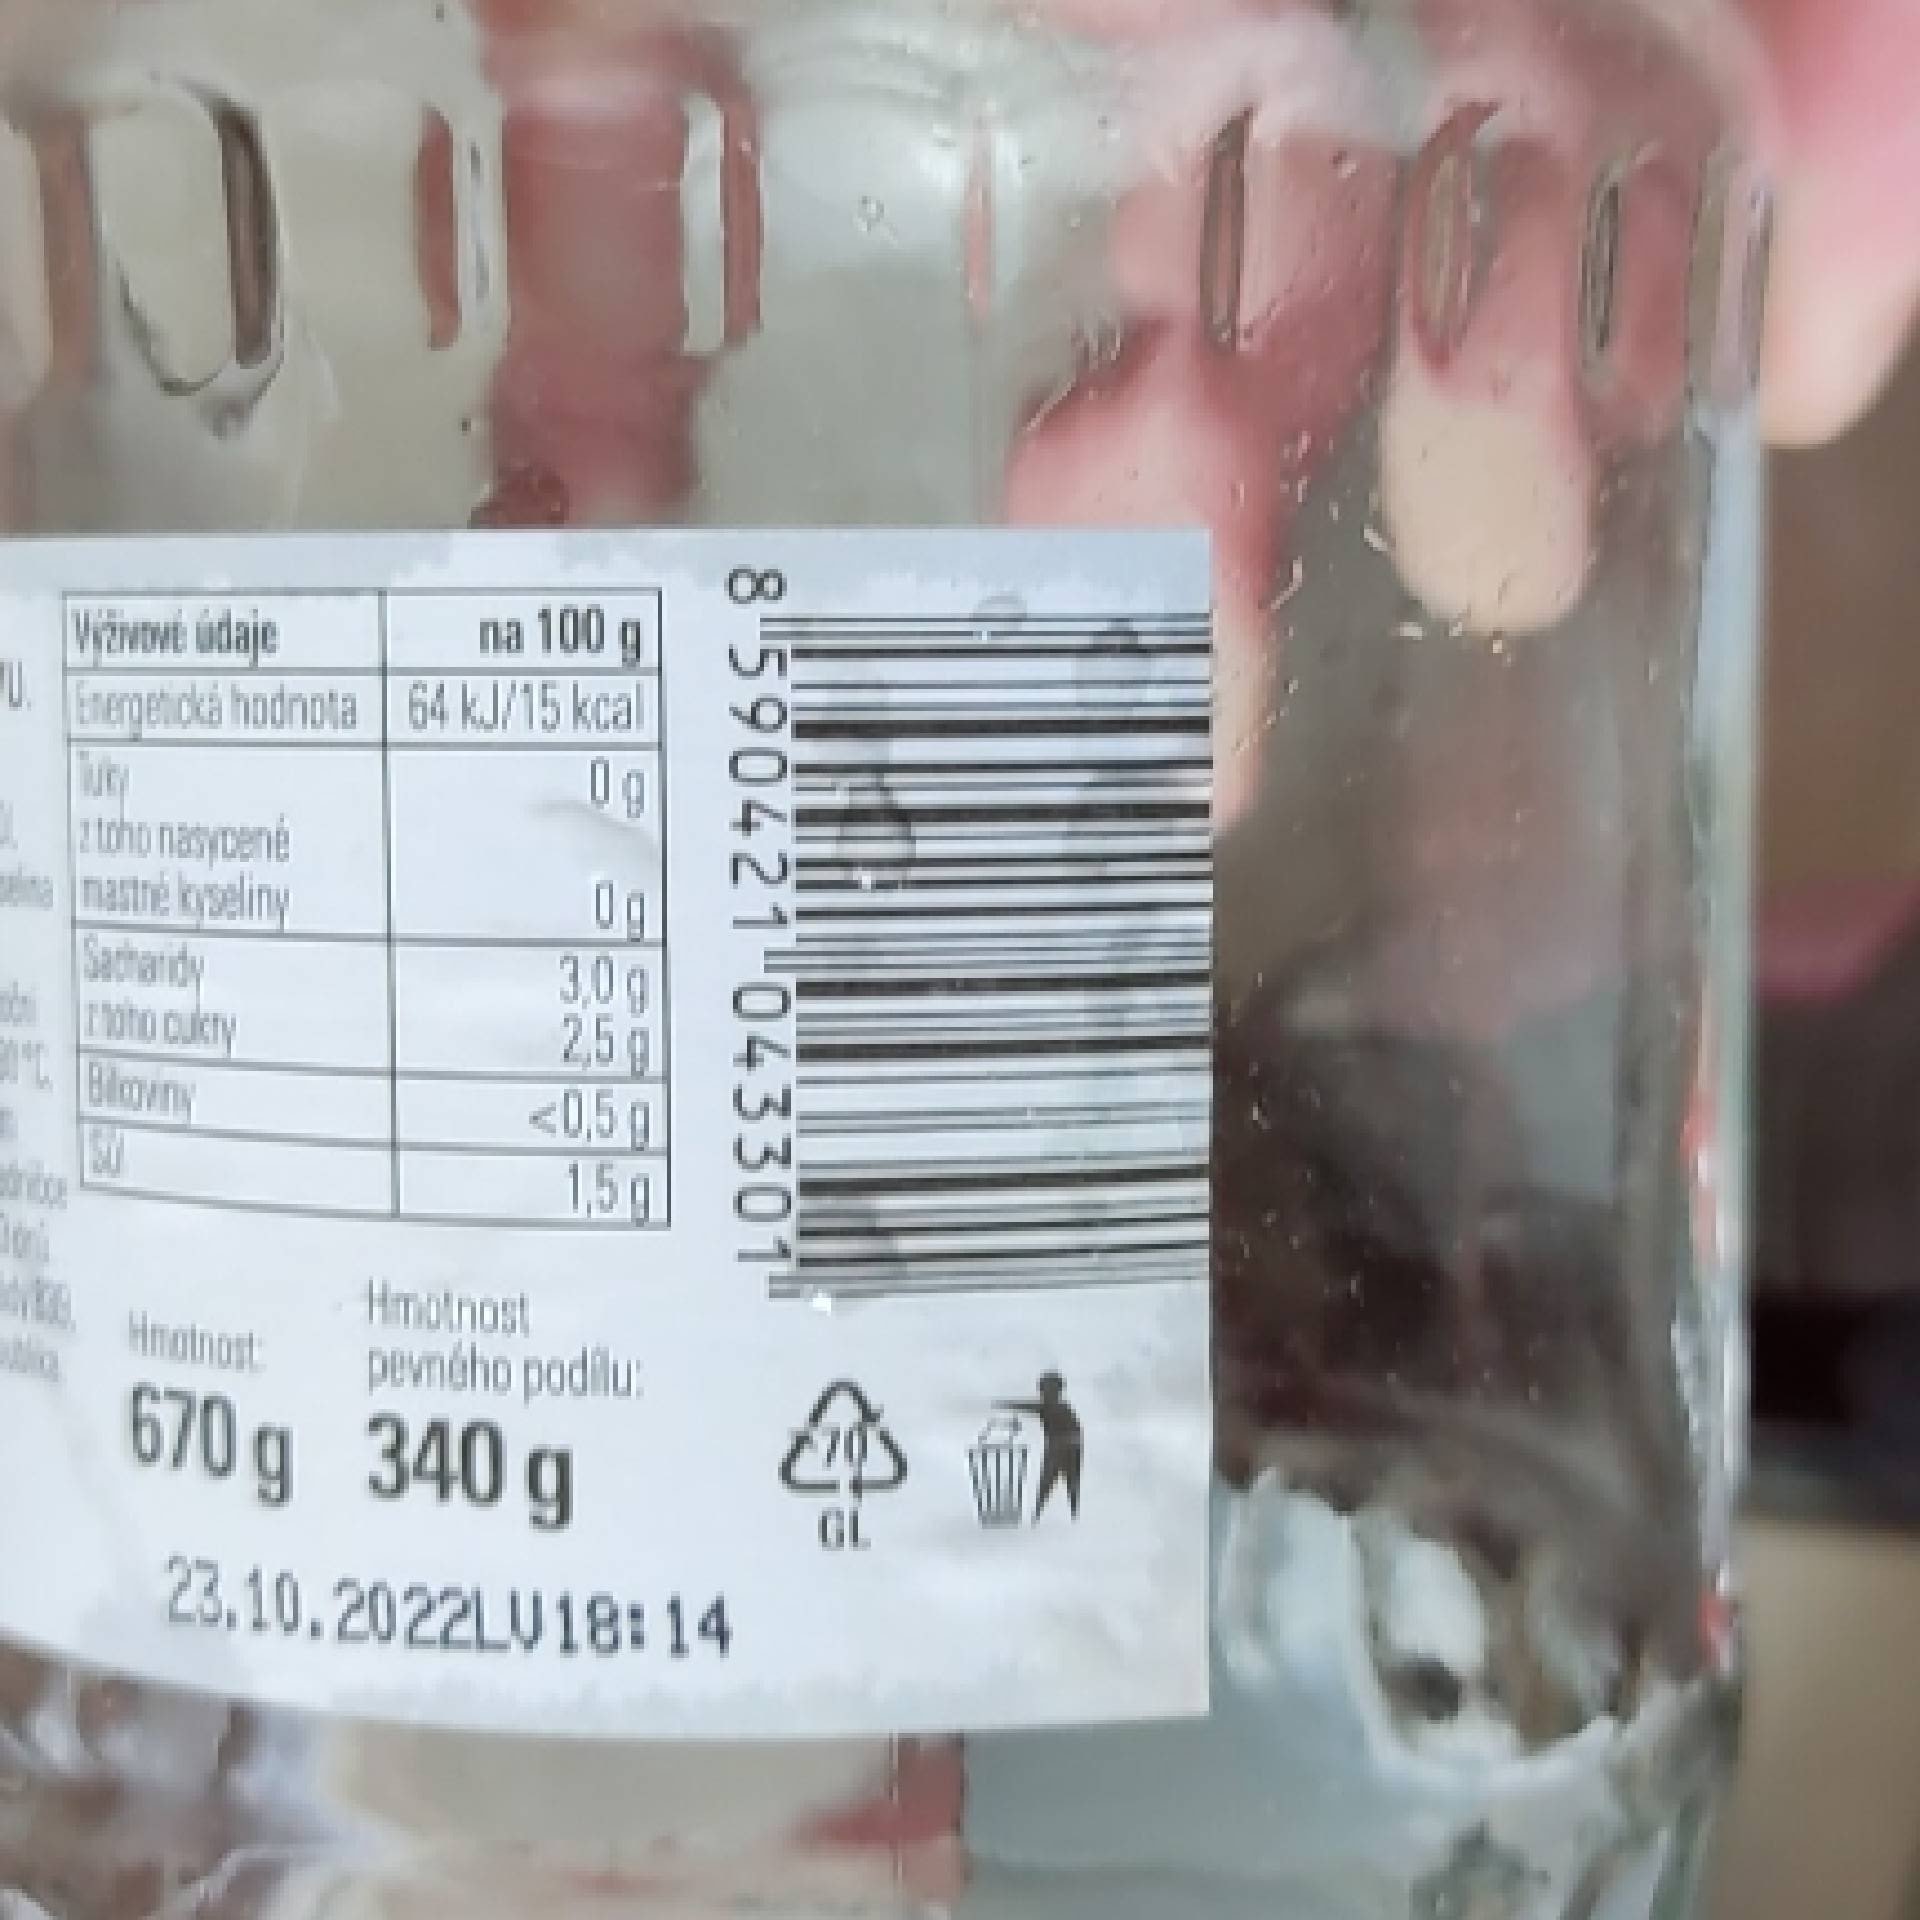 Výživové údaje na 100 g
Energetická hodnota 64 kJ/15 kcal
Tuky 0 g
z toho nasycené
mastné kyseliny 0 g
Sacharidy 3,0 g
z toho cukry 2,5 g
Bílkoviny <0,5 g
Sůl 1,5 g
8 590421 043301
Hmotnost:
670 g
Hmotnost
pevného podílu:
340 g
70
GL
23.10.2022LU18:14